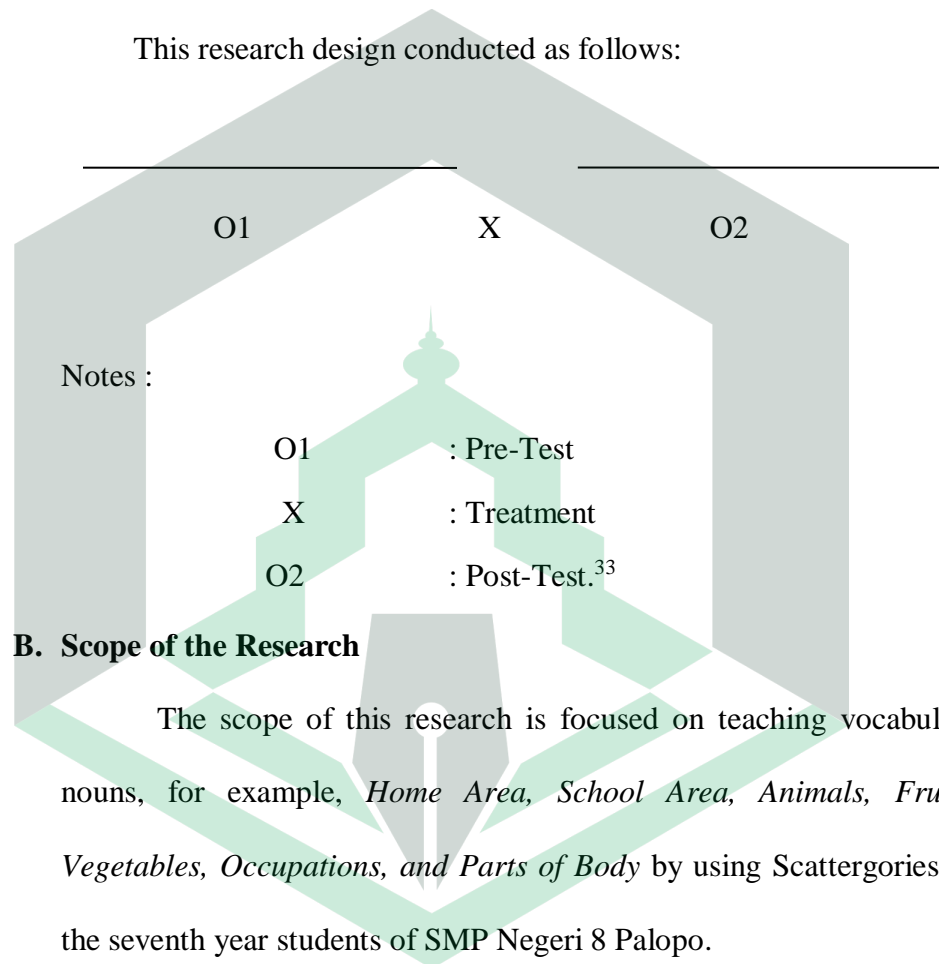 This research design conducted as follows:
O1 X O2
Notes :
O1 : Pre-Test
X : Treatment
O2 : Post-Test.33
B. Scope of the Research
The scope of this research is focused on teaching vocabul
nouns, for example, Home Area, School Area, Animals, Fru
Vegetables, Occupations, and Parts of Body by using Scattergories
the seventh year students of SMP Negeri 8 Palopo.